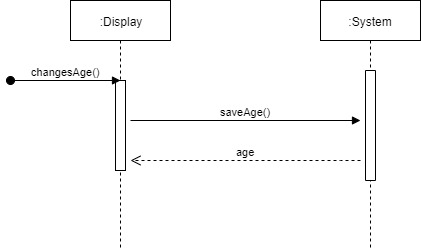 :Display
:System
changesAge()
saveAge()
age